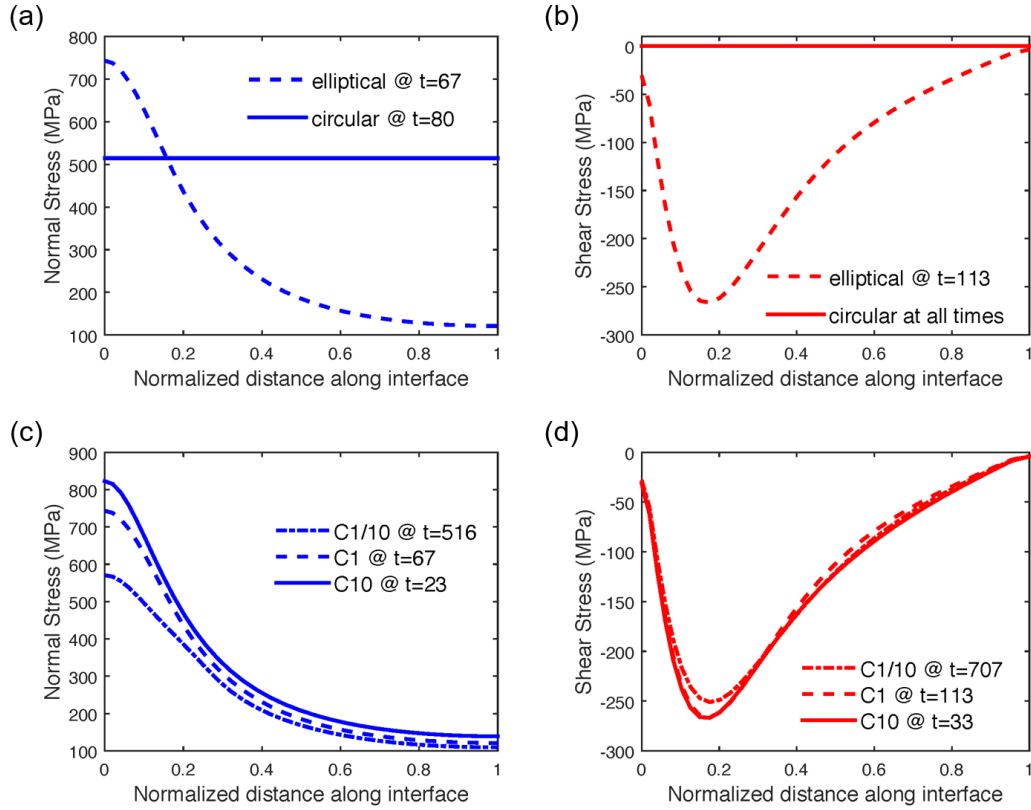 (a)
800
700
600
500
400
300
200
100
0
0.2
0.4
0.6
0.8
1
Normal Stress (MPa)
Normalized distance along interface
elliptical @ t=67
circular @ t=80
(b)
0
-50
-100
-150
-200
-250
-300
0
0.2
0.4
0.6
0.8
1
Shear Stress (MPa)
Normalized distance along interface
elliptical @ t=113
circular at all times
(c)
900
800
700
600
500
400
300
200
100
0
0.2
0.4
0.6
0.8
1
Normal Stress (MPa)
Normalized distance along interface
C1/10 @ t=516
C1 @ t=67
C10 @ t=23
(d)
0
-50
-100
-150
-200
-250
-300
0
0.2
0.4
0.6
0.8
1
Shear Stress (MPa)
Normalized distance along interface
C1/10 @ t=707
C1 @ t=113
C10 @ t=33